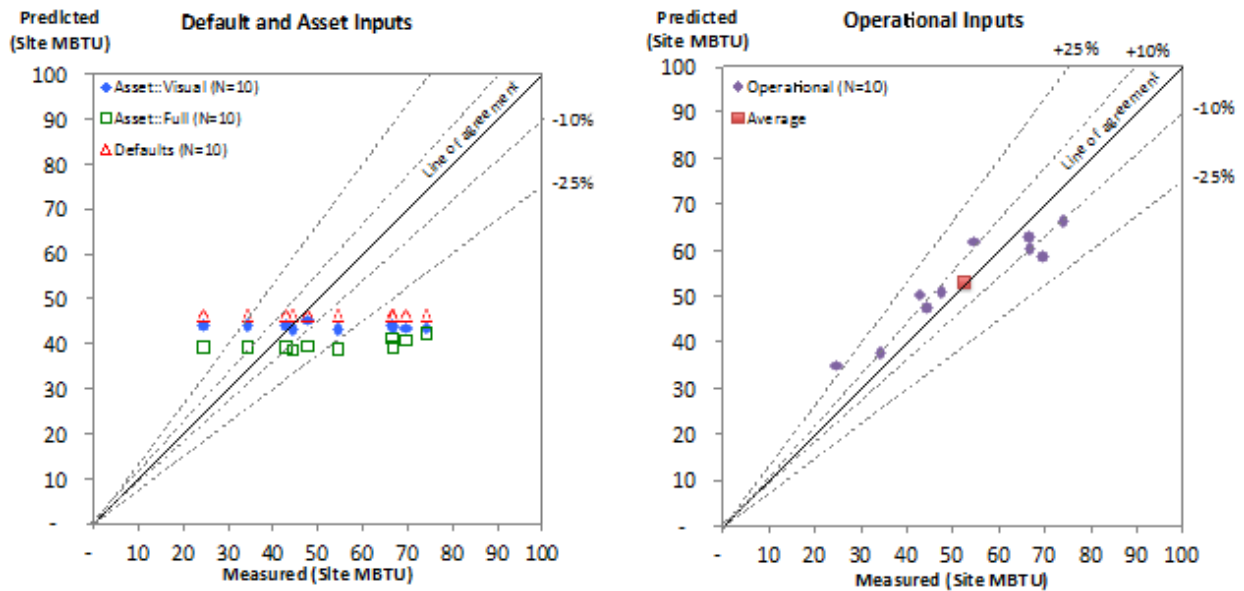 Predicted
(Site MBTU)
Default and Asset Inputs
100
90
80
70
60
50
40
30
20
10
-
Asset::Visual (N=10)
Asset::Full (N=10)
Defaults (N=10)
Line of agreement
-10%
-25%
- 10 20 30 40 50 60 70 80 90 100
Measured (Site MBTU)
Predicted
(Site MBTU)
Operational Inputs
+25%
+10%
100
90
80
70
60
50
40
30
20
10
-
Operational (N=10)
Average
Line of agreement
-10%
-25%
- 10 20 30 40 50 60 70 80 90 100
Measured (Site MBTU)